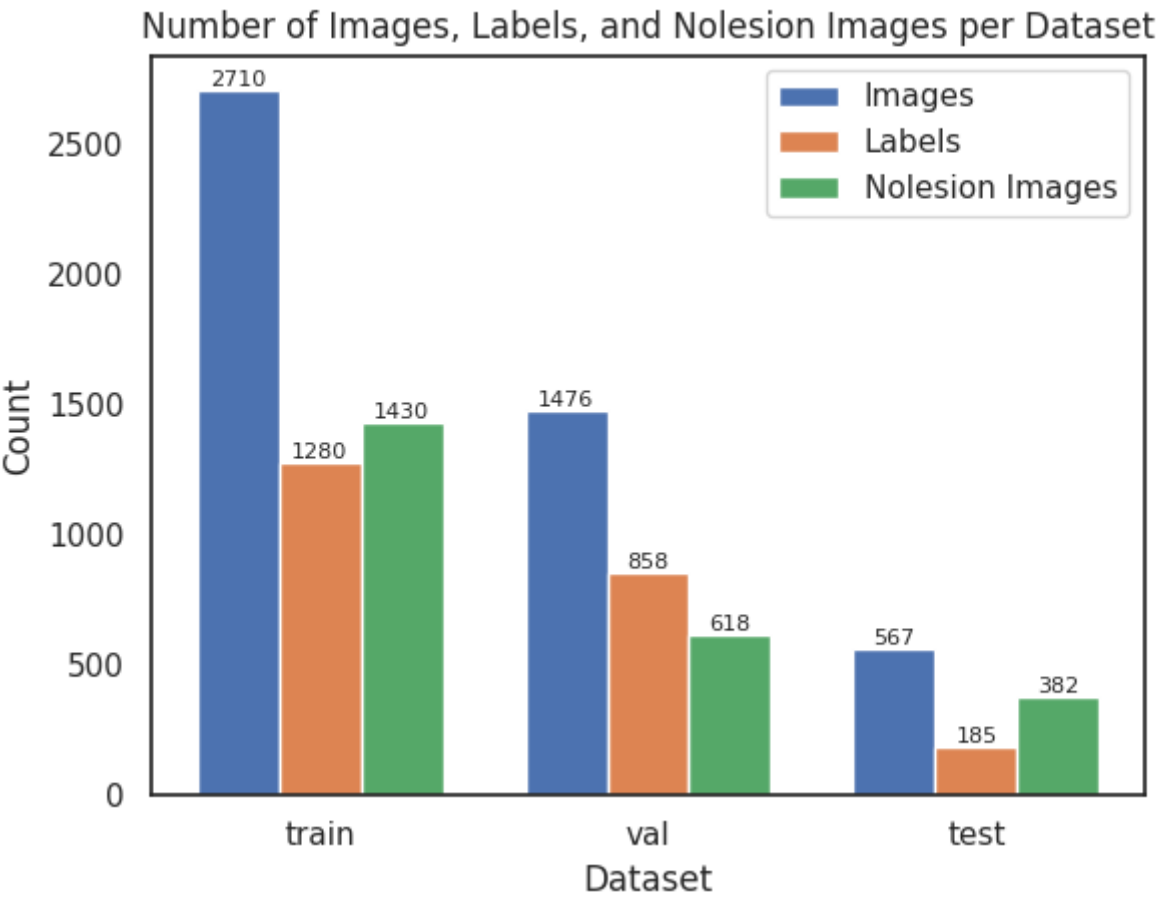 Number of Images, Labels, and Nolesion Images per Dataset
2710
Images
Labels
Nolesion Images
2500
2000
1500
1476
1430
1280
Count
1000
858
618
567
500
382
185
0
train
val
test
Dataset